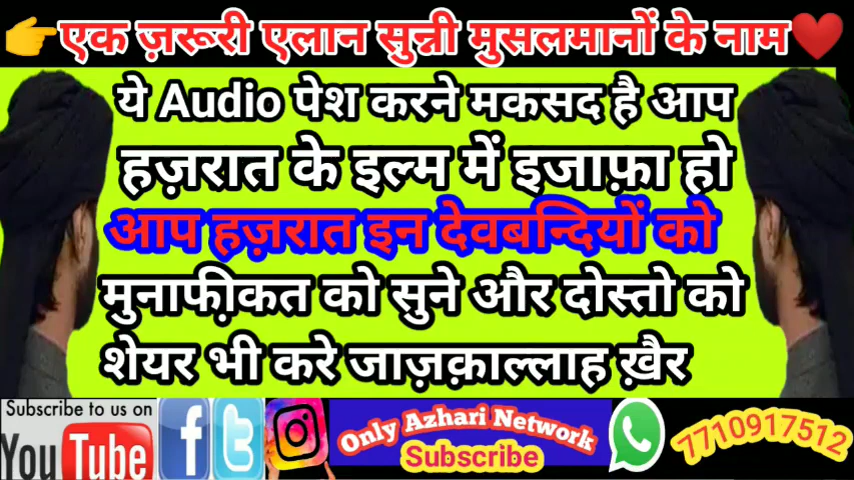 एक ज़रूरी एलान सुन्नी मुसलमानों के नाम
ये Audio पेश करने मकसद है आप
हज़रात के इल्म में इजाफ़ा हो
आप हज़रात इन देवबन्दियों को
मुनाफी़कत को सुने और दोस्तो को
शेयर भी करे जाज़क़ाल्लाह ख़ैर
Subscribe to us on
YouTube
f
t
Only Azhari Network
Subscribe
7710917512